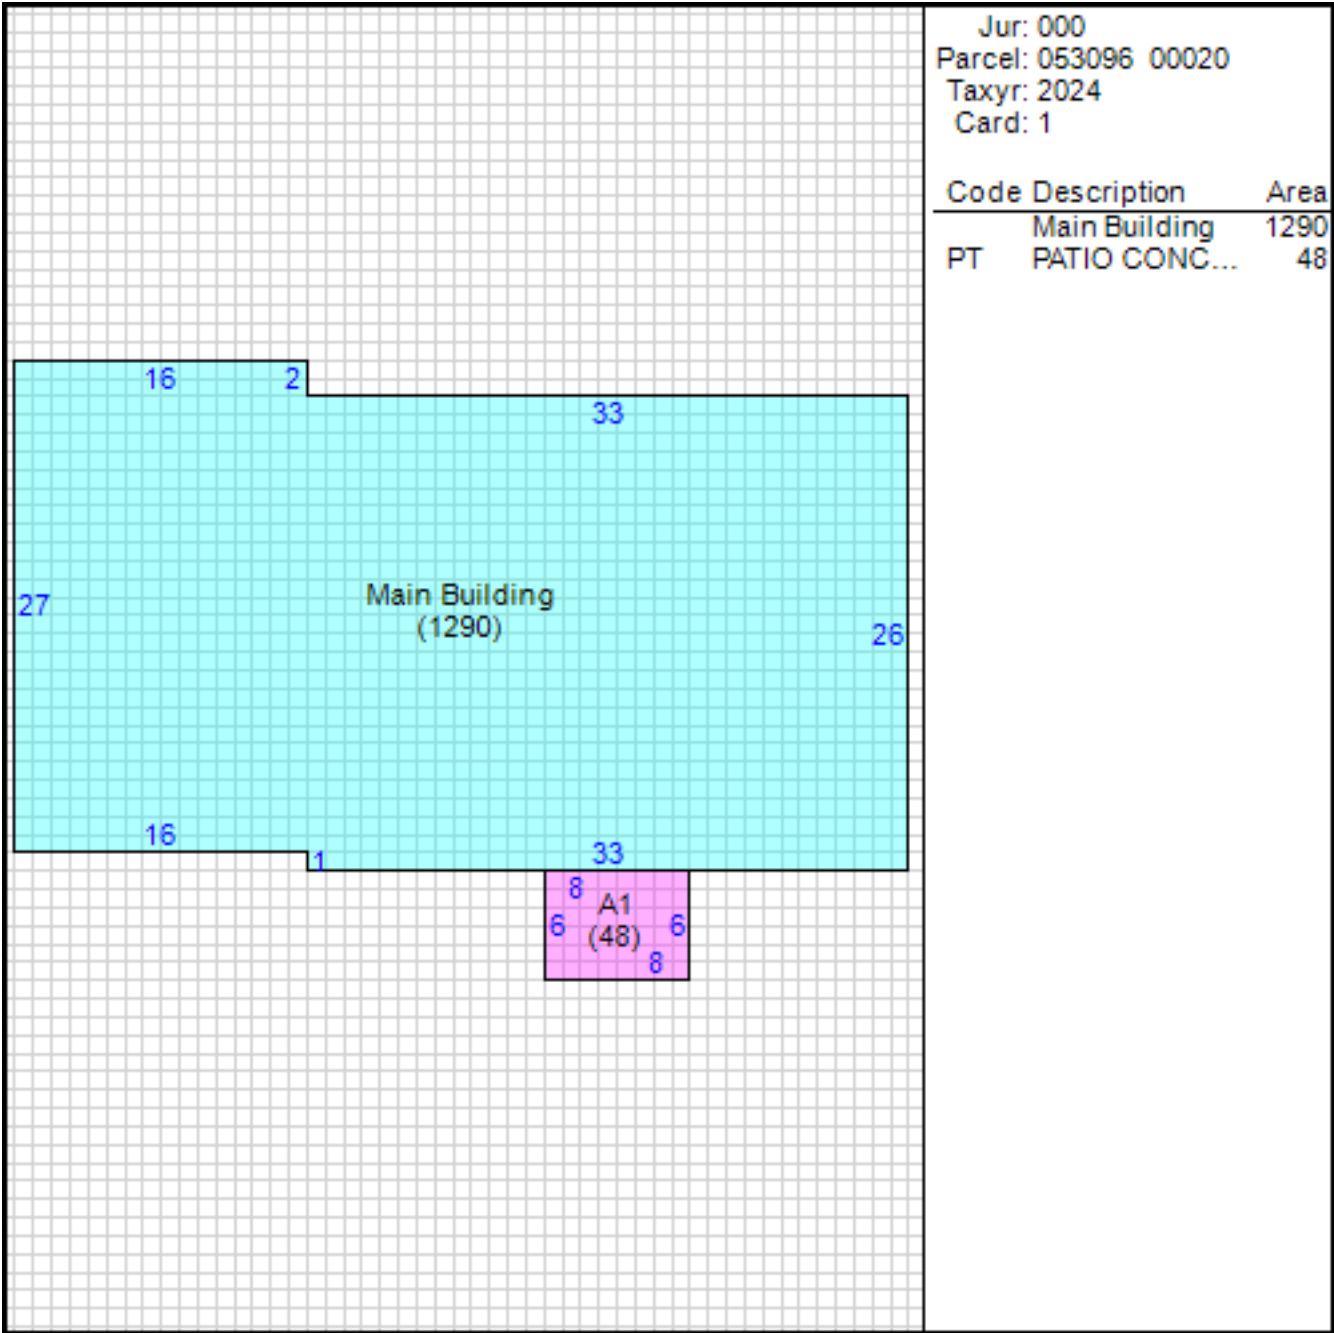 Jur: 000
Parcel: 053096 00020
Taxyr: 2024
Card: 1
Code Description Area
Main Building 1290
PT PATIO CONC... 48
16 2
33
27
Main Building
(1290)
26
16
1
33
8
A1
6 6
(48)
8